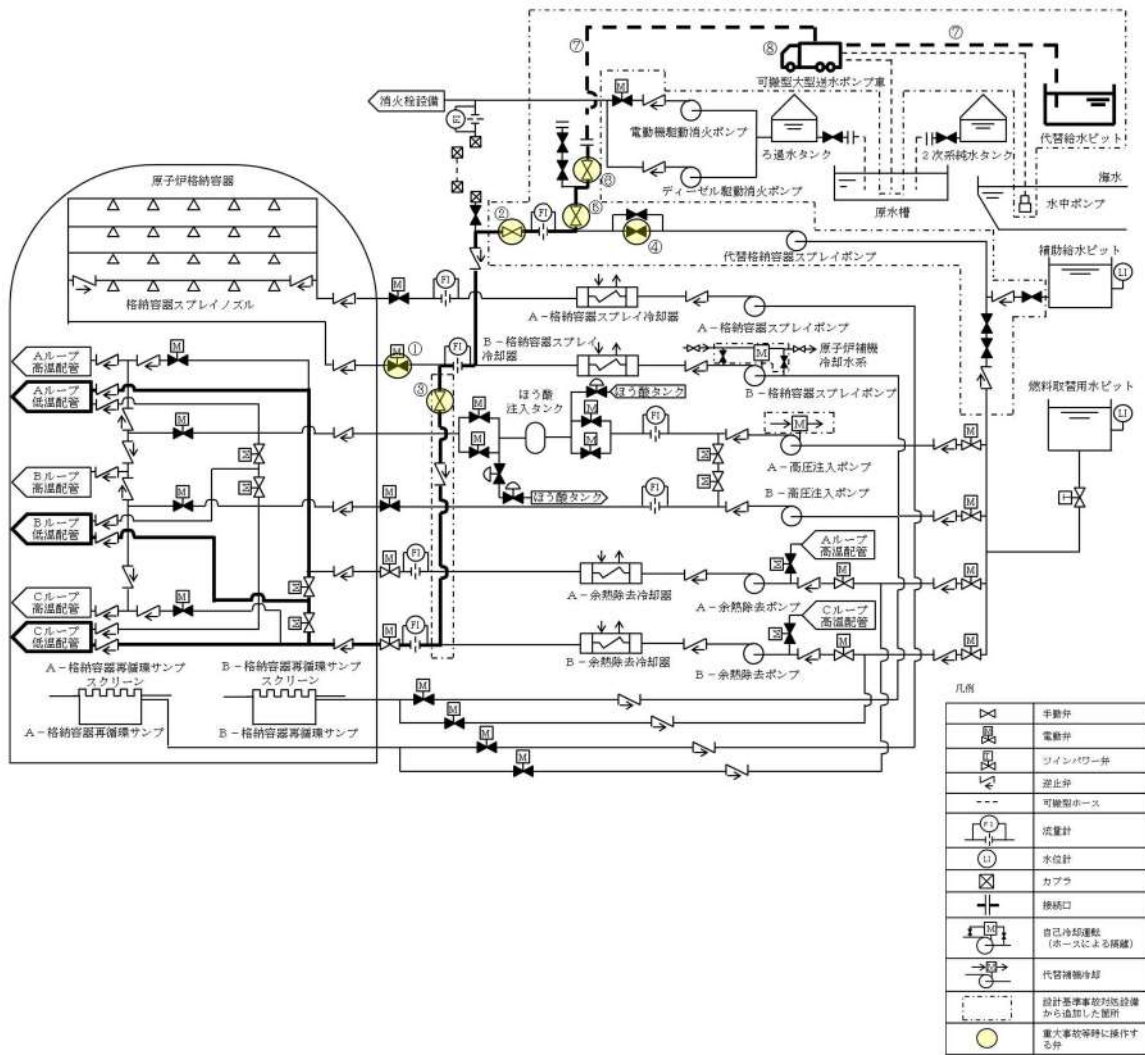 ⑦
⑧
⑦
可搬型大型送水ポンプ車
代替給水ピット
消火栓設備
FI
M
電動機駆動消火ポンプ
ろ過水タンク
2次系純水タンク
ディーゼル駆動消火ポンプ
原水槽
海水
水中ポンプ
⑥
⑤
②
FI
④
代替格納容器スプレイポンプ
補助給水ピット
LI
原子炉格納容器
格納容器スプレイノズル
M
FI
A-格納容器スプレイ冷却器
A-格納容器スプレイポンプ
M
①
FI
B-格納容器スプレイ
冷却器
M
原子炉補機
冷却水系
B-格納容器スプレイポンプ
燃料取替用水ピット
LI
T
③
ほう酸
注入タンク
ほう酸タンク
ほう酸タンク
M
M
M
M
FI
M
A-高圧注入ポンプ
M
FI
B-高圧注入ポンプ
M
M
M
Aループ
高温配管
Aループ
低温配管
Bループ
高温配管
Bループ
低温配管
Cループ
高温配管
Cループ
低温配管
M
M
M
M
M
M
M
M
M
M
FI
A-余熱除去冷却器
A-余熱除去ポンプ
Aループ
高温配管
M
M
M
M
FI
B-余熱除去冷却器
B-余熱除去ポンプ
Cループ
高温配管
M
M
M
A-格納容器再循環サンプ
スクリーン
B-格納容器再循環サンプ
スクリーン
A-格納容器再循環サンプ
B-格納容器再循環サンプ
M
M
M
M
凡例
手動弁
M
電動弁
T
ツインパワー弁
逆止弁
可搬型ホース
FI
流量計
LI
水位計
カプラ
接続口
M
自己冷却運転
(ホースによる隔離)
M
代替補機冷却
設計基準事故対処設備
から追加した箇所
重大事故等時に操作す
る弁